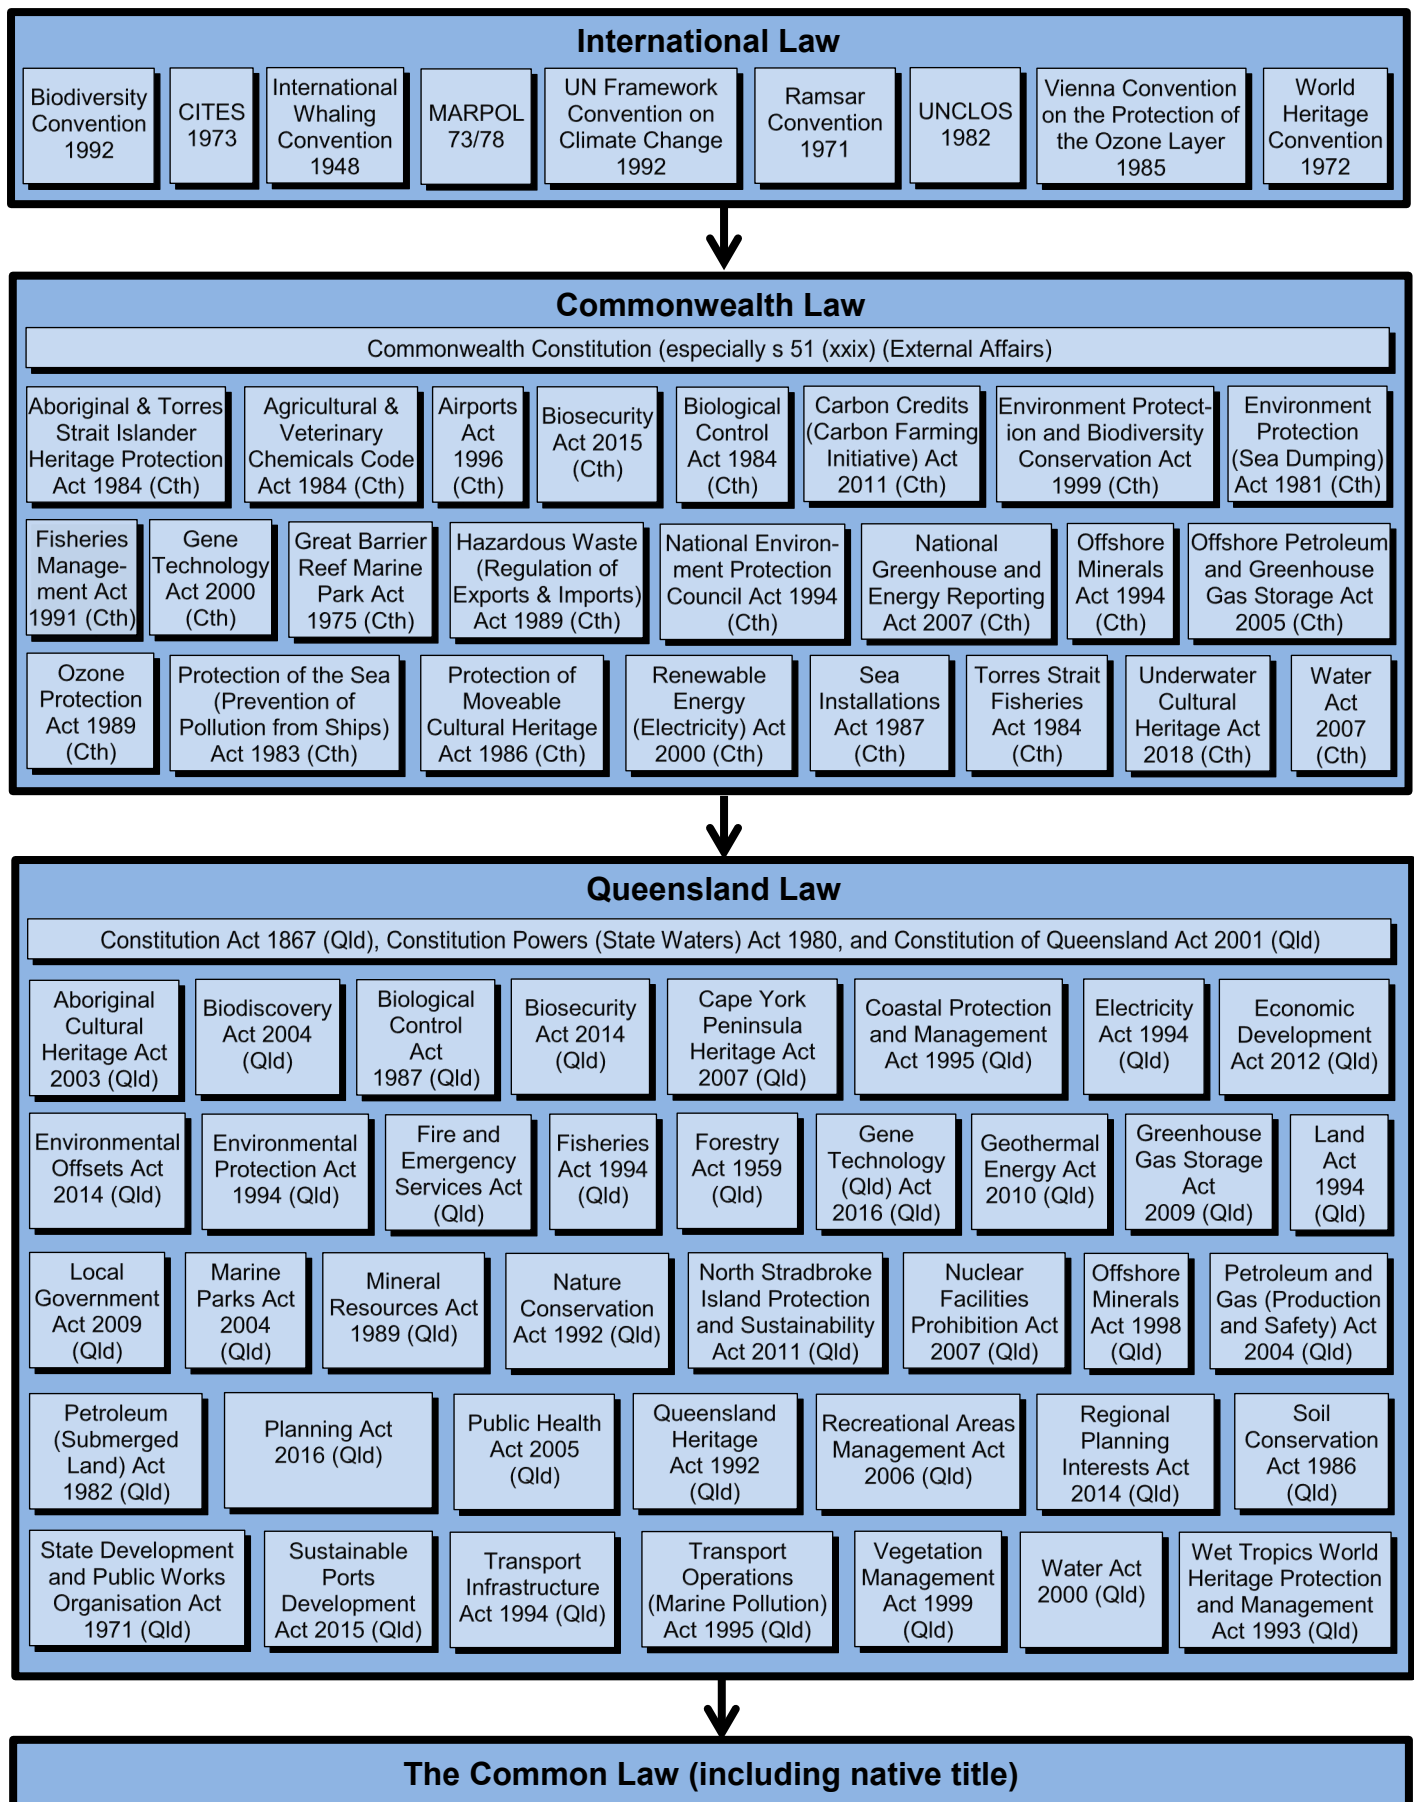 International Law
Biodiversity
Convention
1992
CITES
1973
International
Whaling
Convention
1948
MARPOL
73/78
UN Framework
Convention on
Climate Change
1992
Ramsar
Convention
1971
UNCLOS
1982
Vienna Convention
on the Protection of
the Ozone Layer
1985
World
Heritage
Convention
1972
Commonwealth Law
Commonwealth Constitution (especially s 51 (xxix) (External Affairs)
Aboriginal & Torres
Strait Islander
Heritage Protection
Act 1984 (Cth)
Agricultural &
Veterinary
Chemicals Code
Act 1984 (Cth)
Airports
Act
1996
(Cth)
Biosecurity
Act 2015
(Cth)
Biological
Control
Act 1984
(Cth)
Carbon Credits
(Carbon Farming
Initiative) Act
2011 (Cth)
Environment Protect-
ion and Biodiversity
Conservation Act
1999 (Cth)
Environment
Protection
(Sea Dumping)
Act 1981 (Cth)
Fisheries
Manage-
ment Act
1991 (Cth)
Gene
Technology
Act 2000
(Cth)
Great Barrier
Reef Marine
Park Act
1975 (Cth)
Hazardous Waste
(Regulation of
Exports & Imports)
Act 1989 (Cth)
National Environ-
ment Protection
Council Act 1994
(Cth)
National
Greenhouse and
Energy Reporting
Act 2007 (Cth)
Offshore
Minerals
Act 1994
(Cth)
Offshore Petroleum
and Greenhouse
Gas Storage Act
2005 (Cth)
Ozone
Protection
Act 1989
(Cth)
Protection of the Sea
(Prevention of
Pollution from Ships)
Act 1983 (Cth)
Protection of
Moveable
Cultural Heritage
Act 1986 (Cth)
Renewable
Energy
(Electricity) Act
2000 (Cth)
Sea
Installations
Act 1987
(Cth)
Torres Strait
Fisheries
Act 1984
(Cth)
Underwater
Cultural
Heritage Act
2018 (Cth)
Water
Act
2007
(Cth)
Queensland Law
Constitution Act 1867 (Qld), Constitution Powers (State Waters) Act 1980, and Constitution of Queensland Act 2001 (Qld)
Aboriginal
Cultural
Heritage Act
2003 (Qld)
Biodiscovery
Act 2004
(Qld)
Biological
Control
Act
1987 (Qld)
Biosecurity
Act 2014
(Qld)
Cape York
Peninsula
Heritage Act
2007 (Qld)
Coastal Protection
and Management
Act 1995 (Qld)
Electricity
Act 1994
(Qld)
Economic
Development
Act 2012 (Qld)
Environmental
Offsets Act
2014 (Qld)
Environmental
Protection Act
1994 (Qld)
Fire and
Emergency
Services Act
(Qld)
Fisheries
Act 1994
(Qld)
Forestry
Act 1959
(Qld)
Gene
Technology
(Qld) Act
2016 (Qld)
Geothermal
Energy Act
2010 (Qld)
Greenhouse
Gas Storage
Act
2009 (Qld)
Land
Act
1994
(Qld)
Local
Government
Act 2009
(Qld)
Marine
Parks Act
2004
(Qld)
Mineral
Resources Act
1989 (Qld)
Nature
Conservation
Act 1992 (Qld)
North Stradbroke
Island Protection
and Sustainability
Act 2011 (Qld)
Nuclear
Facilities
Prohibition Act
2007 (Qld)
Offshore
Minerals
Act 1998
(Qld)
Petroleum and
Gas (Production
and Safety) Act
2004 (Qld)
Petroleum
(Submerged
Land) Act
1982 (Qld)
Planning Act
2016 (Qld)
Public Health
Act 2005
(Qld)
Queensland
Heritage
Act 1992
(Qld)
Recreational Areas
Management Act
2006 (Qld)
Regional
Planning
Interests Act
2014 (Qld)
Soil
Conservation
Act 1986
(Qld)
State Development
and Public Works
Organisation Act
1971 (Qld)
Sustainable
Ports
Development
Act 2015 (Qld)
Transport
Infrastructure
Act 1994 (Qld)
Transport
Operations
(Marine Pollution)
Act 1995 (Qld)
Vegetation
Management
Act 1999
(Qld)
Water Act
2000 (Qld)
Wet Tropics World
Heritage Protection
and Management
Act 1993 (Qld)
The Common Law (including native title)